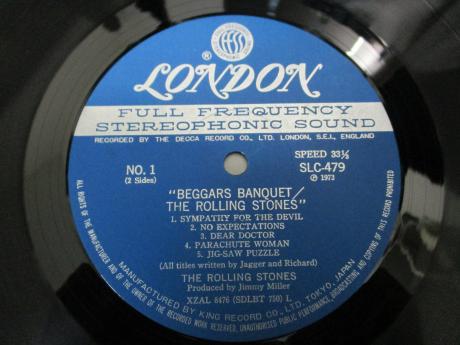 FFSS
®
LONDON
FULL FREQUENCY
STEREOPHONIC SOUND
RECORDED BY THE DECCA RECORD CO., LTD. LONDON, S.E.I., ENGLAND
NO. 1
(2 Sides)
SPEED 33⅓
SLC-479
℗ 1973
"BEGGARS BANQUET/
THE ROLLING STONES"
1. SYMPATHY FOR THE DEVIL
2. NO EXPECTATIONS
3. DEAR DOCTOR
4. PARACHUTE WOMAN
5. JIG-SAW PUZZLE
(All titles written by Jagger and Richard)
THE ROLLING STONES
Produced by Jimmy Miller
XZAL 8476 (SDLBT 750) L
MANUFACTURED BY KING RECORD CO., LTD, TOKYO, JAPAN
ALL RIGHTS OF THE MANUFACTURER AND OF THE OWNER OF THE RECORDED WORK RESERVED, UNAUTHORISED PUBLIC PERFORMANCE, BROADCASTING AND COPYING OF THIS RECORD PROHIBITED